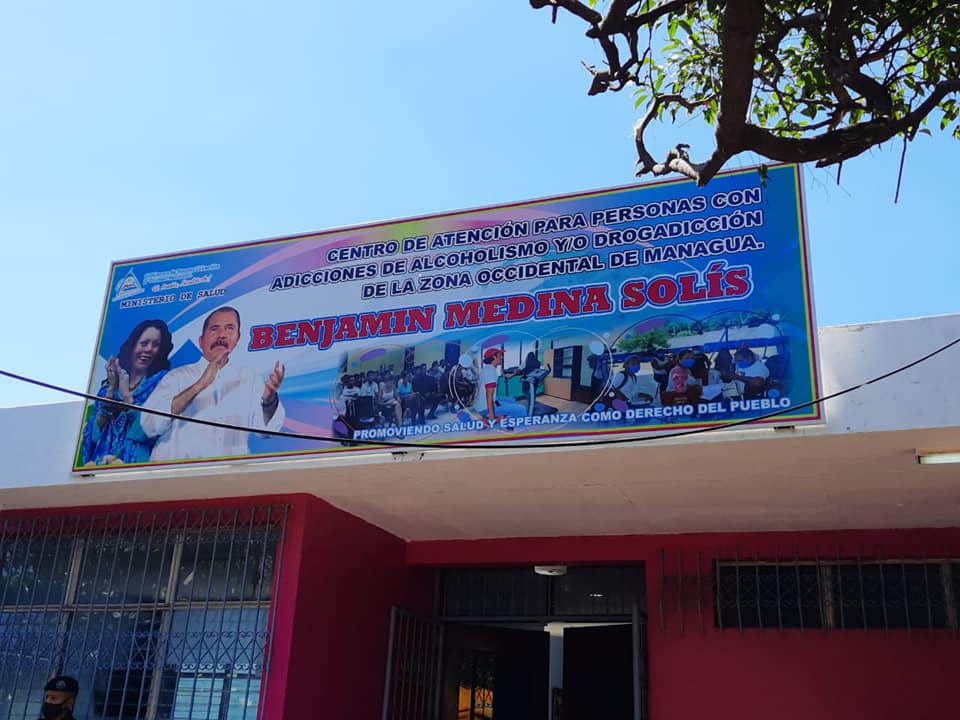 CENTRO DE ATENCIÓN PARA PERSONAS CON
ADICCIONES DE ALCOHOLISMO Y/O DROGADICCIÓN
DE LA ZONA OCCIDENTAL DE MANAGUA.
MINISTERIO DE SALUD
BENJAMIN MEDINA SOLÍS
PROMOVIENDO SALUD Y ESPERANZA COMO DERECHO DEL PUEBLO